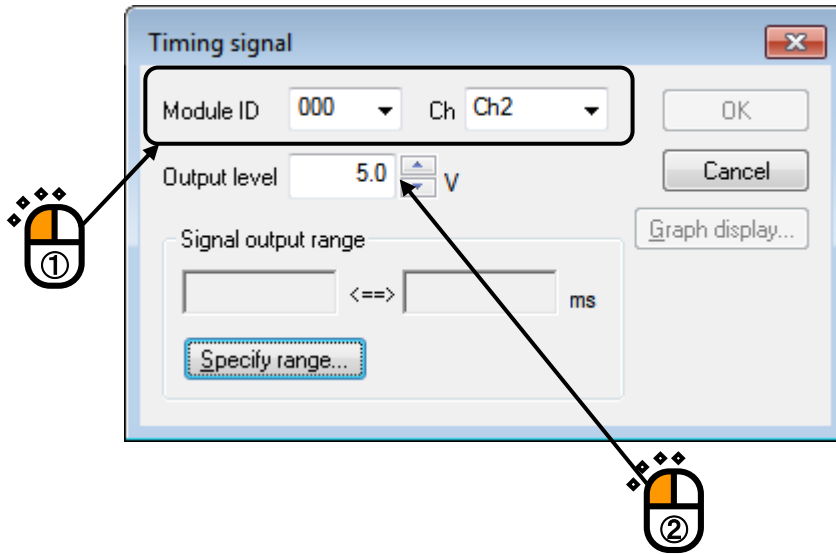 Timing signal
Module ID 000 Ch Ch2 OK
Output level 5.0 V Cancel
Graph display...
Signal output range
<==> ms
Specify range...
①
②